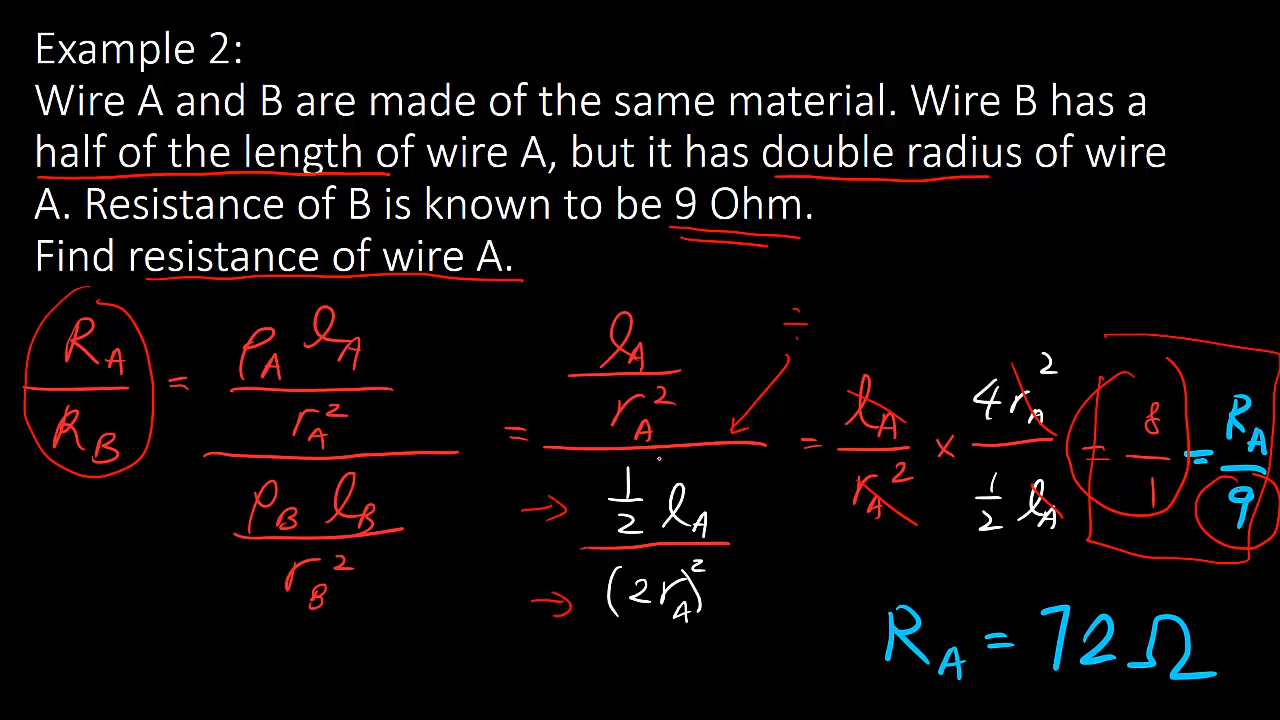 Example 2:
Wire A and B are made of the same material. Wire B has a
half of the length of wire A, but it has double radius of wire
A. Resistance of B is known to be 9 Ohm.
Find resistance of wire A.
R_A / R_B = (ρ_A l_A / r_A²) / (ρ_B l_B / r_B²) = (l_A / r_A²) / (½ l_A / (2r_A)²) = l_A / r_A² × 4r_A² / ½ l_A = 8 / 1 = R_A / 9
÷
→
→
R_A = 72 Ω